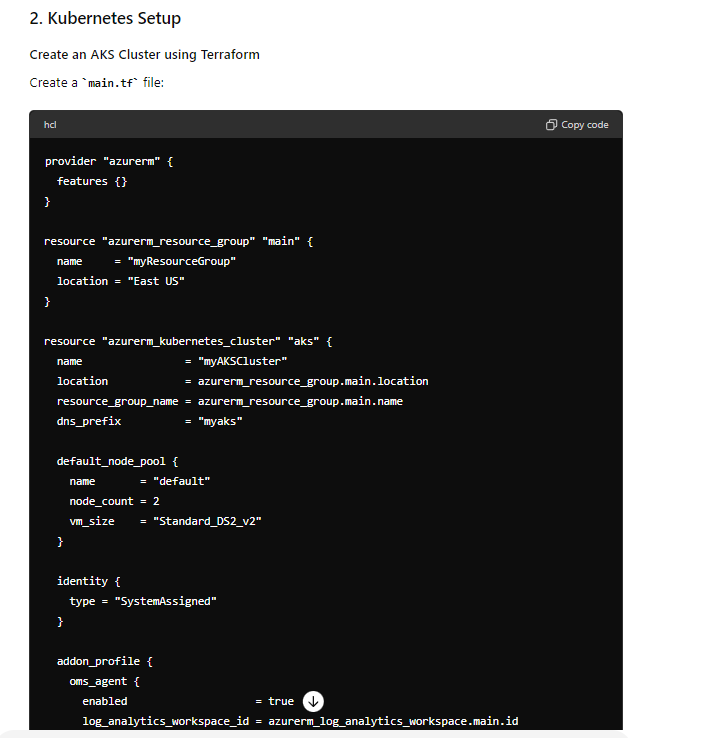 2. Kubernetes Setup
Create an AKS Cluster using Terraform
Create a `main.tf` file:
hcl
Copy code
provider "azurerm" {
  features {}
}
resource "azurerm_resource_group" "main" {
  name     = "myResourceGroup"
  location = "East US"
}
resource "azurerm_kubernetes_cluster" "aks" {
  name                = "myAKSCluster"
  location            = azurerm_resource_group.main.location
  resource_group_name = azurerm_resource_group.main.name
  dns_prefix          = "myaks"
  default_node_pool {
    name       = "default"
    node_count = 2
    vm_size    = "Standard_DS2_v2"
  }
  identity {
    type = "SystemAssigned"
  }
  addon_profile {
    oms_agent {
      enabled                    = true
      log_analytics_workspace_id = azurerm_log_analytics_workspace.main.id